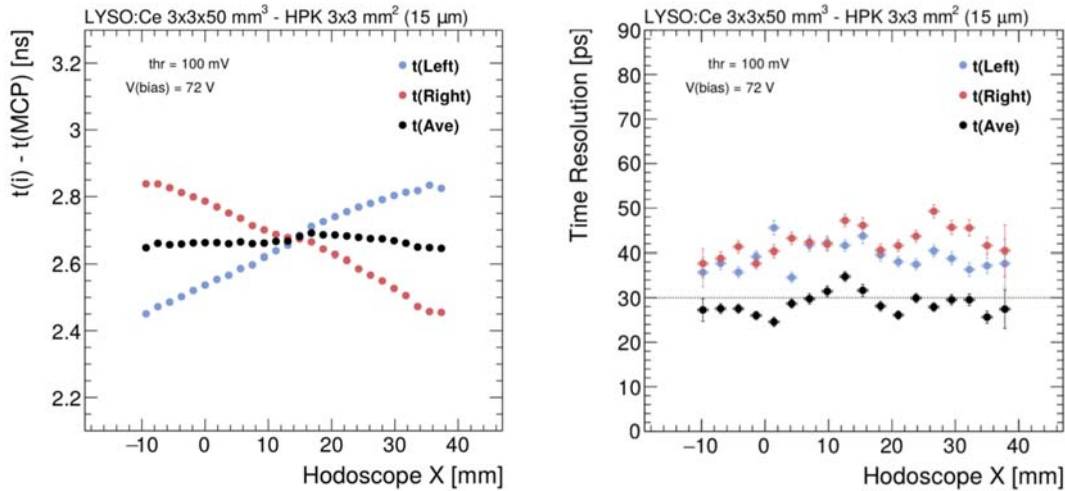 LYSO:Ce 3x3x50 mm³ - HPK 3x3 mm² (15 μm)
t(i) - t(MCP) [ns]
3.2
3
2.8
2.6
2.4
2.2
thr = 100 mV
V(bias) = 72 V
t(Left)
t(Right)
t(Ave)
−10 0 10 20 30 40
Hodoscope X [mm]
LYSO:Ce 3x3x50 mm³ - HPK 3x3 mm² (15 μm)
Time Resolution [ps]
90
80
70
60
50
40
30
20
10
0
thr = 100 mV
V(bias) = 72 V
t(Left)
t(Right)
t(Ave)
−10 0 10 20 30 40
Hodoscope X [mm]